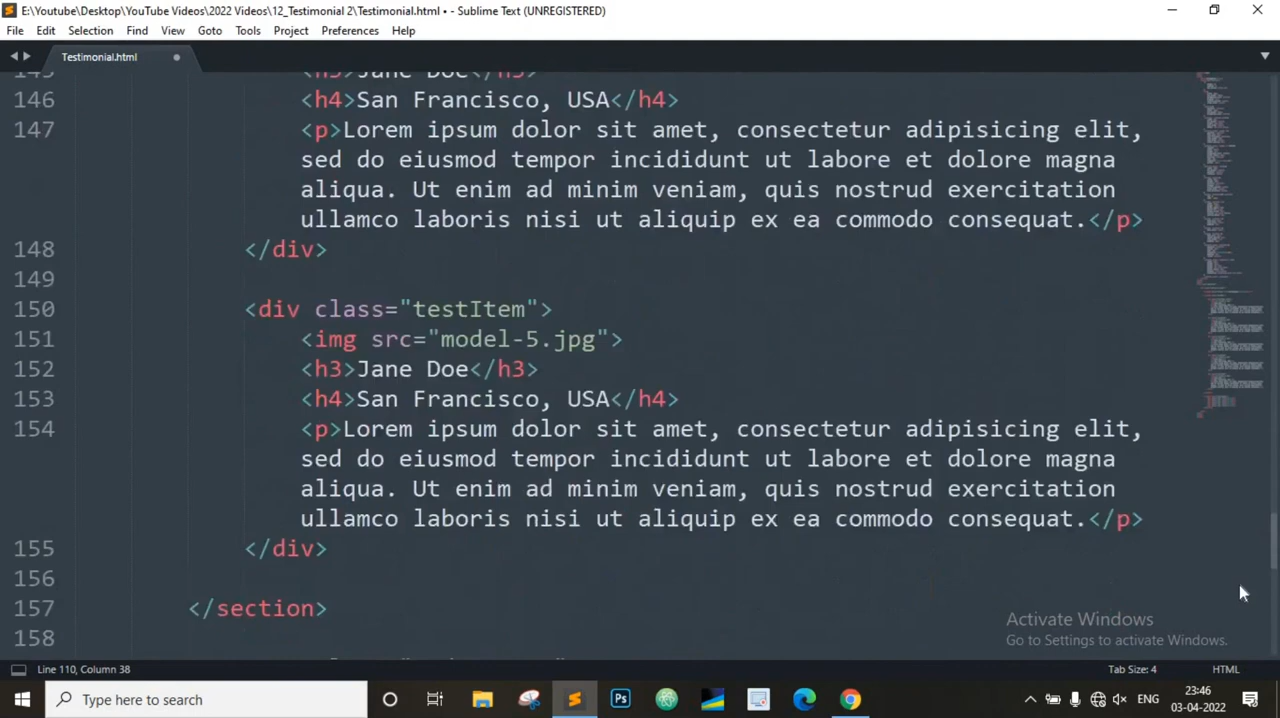 E:\Youtube\Desktop\YouTube Videos\2022 Videos\12_Testimonial 2\Testimonial.html • - Sublime Text (UNREGISTERED)
File Edit Selection Find View Goto Tools Project Preferences Help
Testimonial.html
145 <h3>Jane Doe</h3>
146 <h4>San Francisco, USA</h4>
147 <p>Lorem ipsum dolor sit amet, consectetur adipisicing elit,
sed do eiusmod tempor incididunt ut labore et dolore magna
aliqua. Ut enim ad minim veniam, quis nostrud exercitation
ullamco laboris nisi ut aliquip ex ea commodo consequat.</p>
148 </div>
149
150 <div class="testItem">
151 <img src="model-5.jpg">
152 <h3>Jane Doe</h3>
153 <h4>San Francisco, USA</h4>
154 <p>Lorem ipsum dolor sit amet, consectetur adipisicing elit,
sed do eiusmod tempor incididunt ut labore et dolore magna
aliqua. Ut enim ad minim veniam, quis nostrud exercitation
ullamco laboris nisi ut aliquip ex ea commodo consequat.</p>
155 </div>
156
157 </section>
158
Activate Windows
Go to Settings to activate Windows.
Line 110, Column 38 Tab Size: 4 HTML
Type here to search
Ps
ENG
23:46
03-04-2022